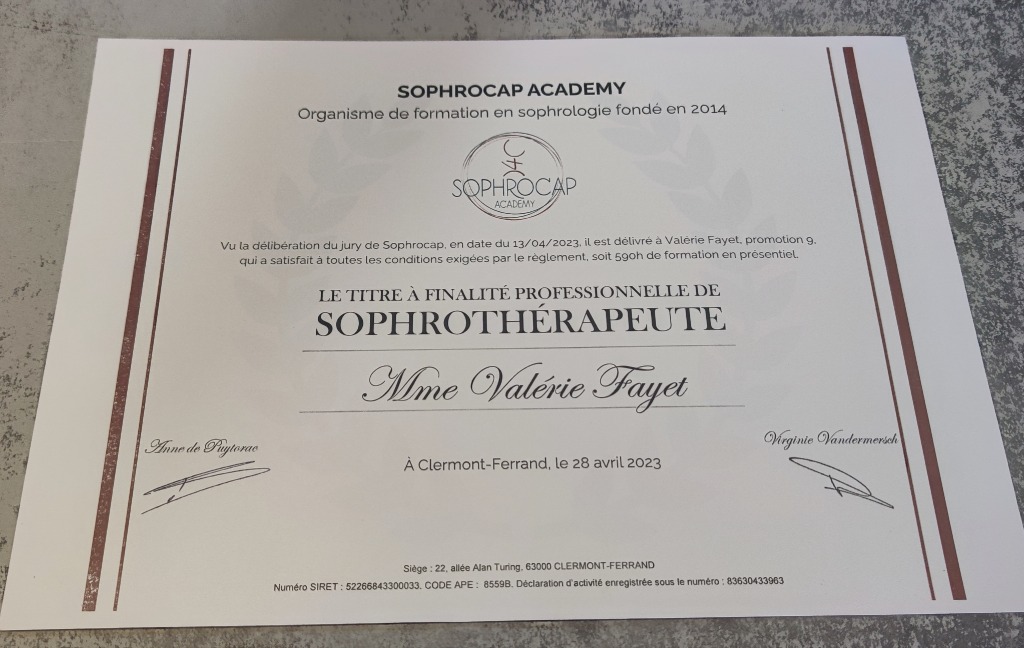 SOPHROCAP ACADEMY
Organisme de formation en sophrologie fondé en 2014
SOPHROCAP
ACADEMY
Vu la délibération du jury de Sophrocap, en date du 13/04/2023, il est délivré à Valérie Fayet, promotion 9,
qui a satisfait à toutes les conditions exigées par le règlement, soit 590h de formation en présentiel.
LE TITRE À FINALITÉ PROFESSIONNELLE DE
SOPHROTHÉRAPEUTE
Mme Valérie Fayet
Anne de Puytorac
Virginie Vandermersch
À Clermont-Ferrand, le 28 avril 2023
Siège : 22, allée Alan Turing, 63000 CLERMONT-FERRAND
Numéro SIRET : 52266843300033, CODE APE : 8559B, Déclaration d'activité enregistrée sous le numéro : 83630433963